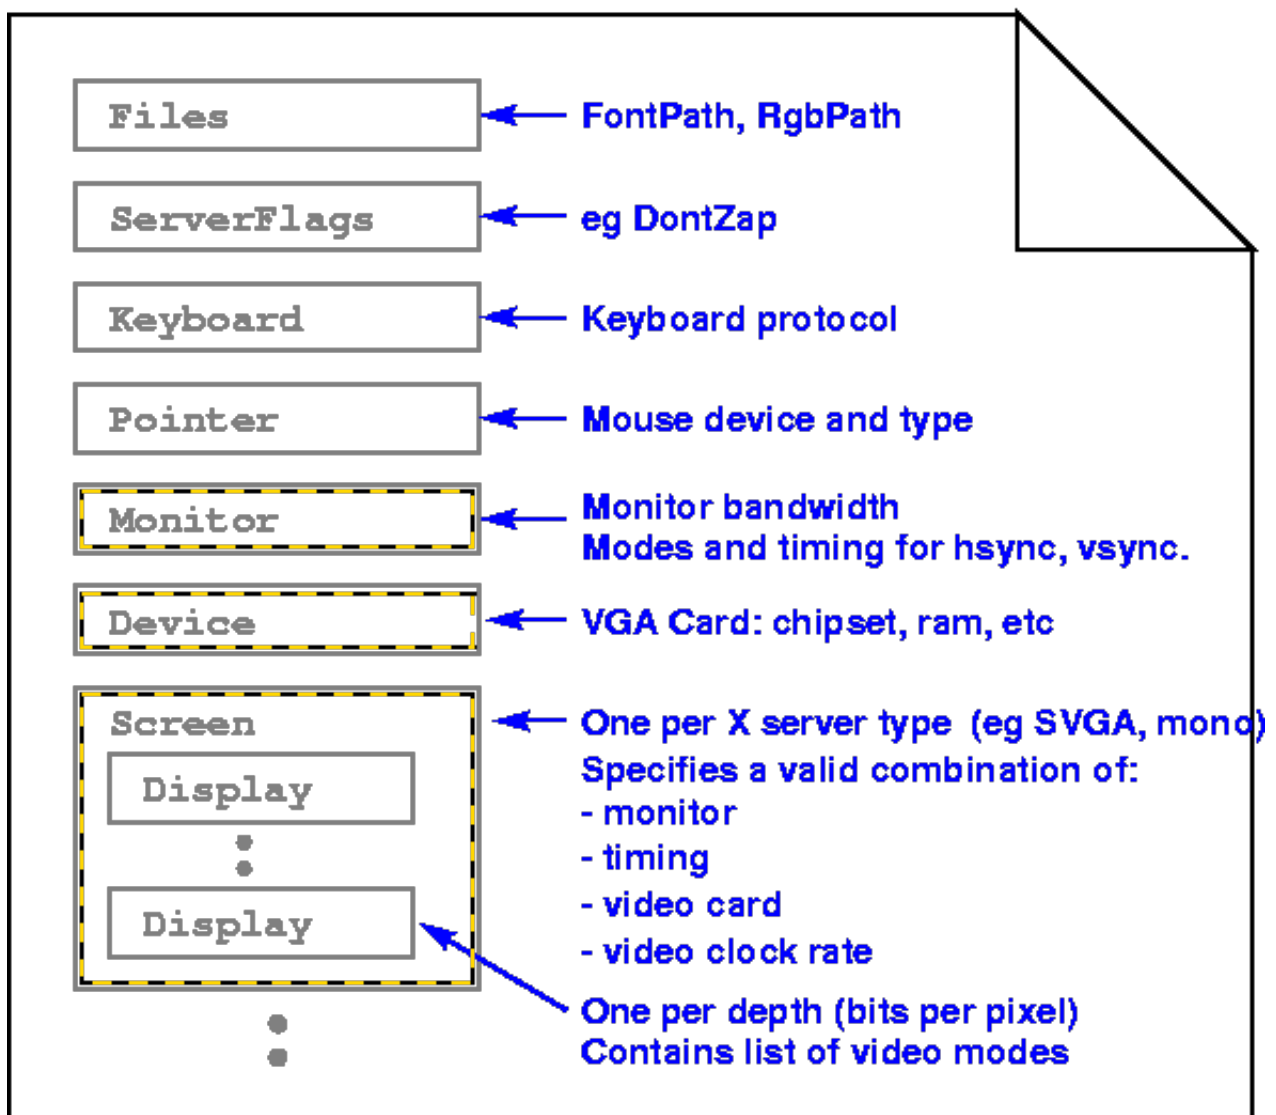 Files
FontPath, RgbPath
ServerFlags
eg DontZap
Keyboard
Keyboard protocol
Pointer
Mouse device and type
Monitor
Monitor bandwidth
Modes and timing for hsync, vsync.
Device
VGA Card: chipset, ram, etc
Screen
One per X server type (eg SVGA, mono)
Specifies a valid combination of:
- monitor
- timing
- video card
- video clock rate
Display
Display
One per depth (bits per pixel)
Contains list of video modes